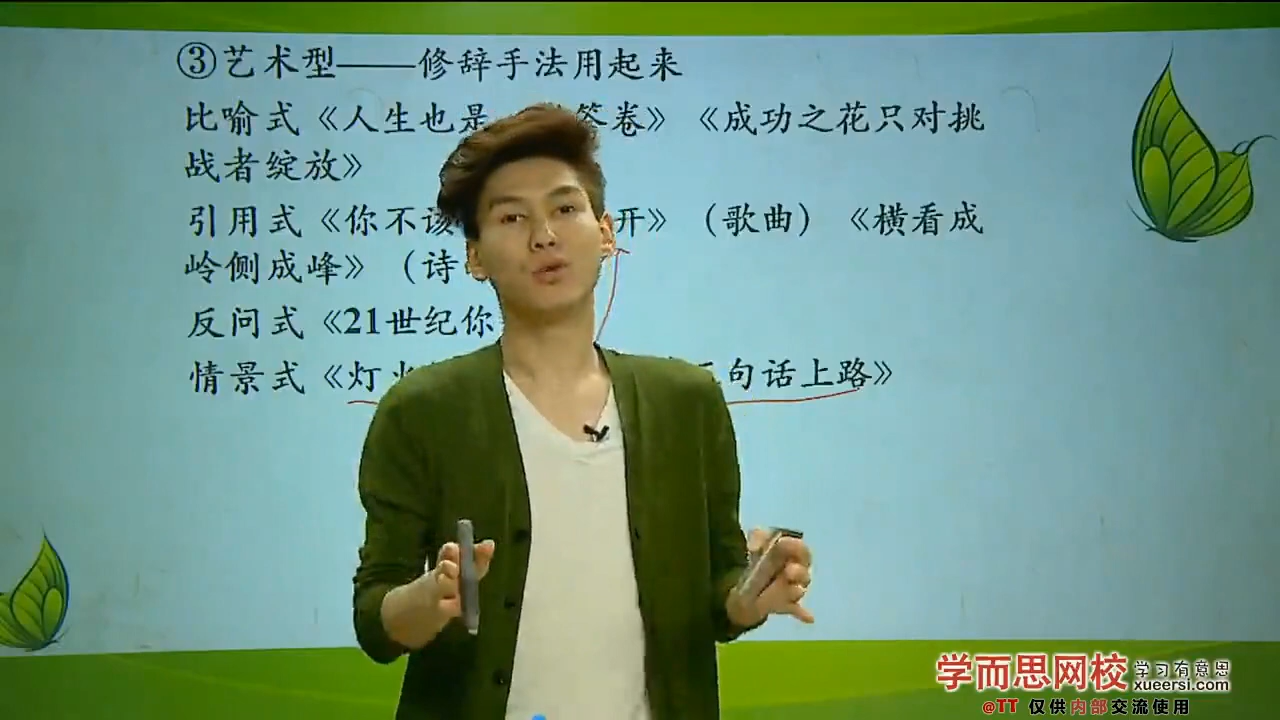 ③艺术型——修辞手法用起来
比喻式《人生也是 答卷》《成功之花只对挑
战者绽放》
引用式《你不该 开》（歌曲）《横看成
岭侧成峰》（诗
反问式《21世纪你
情景式《灯 句话上路》
学而思网校 学习有意思
xueersi.com
@TT 仅供内部交流使用